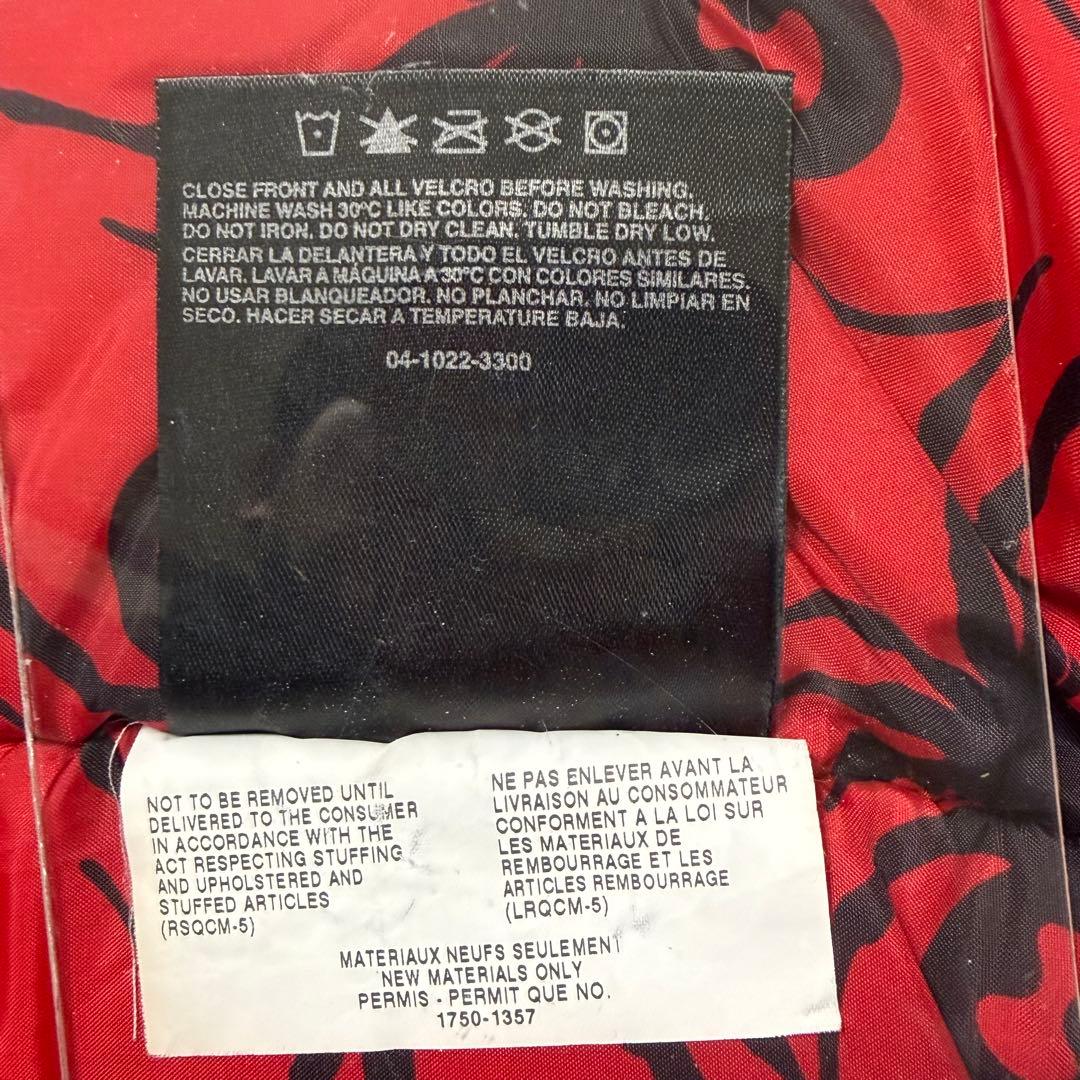 CLOSE FRONT AND ALL VELCRO BEFORE WASHING.
MACHINE WASH 30°C LIKE COLORS. DO NOT BLEACH.
DO NOT IRON. DO NOT DRY CLEAN. TUMBLE DRY LOW.
CERRAR LA DELANTERA Y TODO EL VELCRO ANTES DE
LAVAR. LAVAR A MÁQUINA A 30°C CON COLORES SIMILARES.
NO USAR BLANQUEADOR. NO PLANCHAR. NO LIMPIAR EN
SECO. HACER SECAR A TEMPERATURE BAJA.
04-1022-3300
NOT TO BE REMOVED UNTIL
DELIVERED TO THE CONSUMER
IN ACCORDANCE WITH THE
ACT RESPECTING STUFFING
AND UPHOLSTERED AND
STUFFED ARTICLES
(RSQCM-5)
NE PAS ENLEVER AVANT LA
LIVRAISON AU CONSOMMATEUR
CONFORMENT A LA LOI SUR
LES MATERIAUX DE
REMBOURRAGE ET LES
ARTICLES REMBOURRAGE
(LRQCM-5)
MATERIAUX NEUFS SEULEMENT
NEW MATERIALS ONLY
PERMIS - PERMIT QUE NO.
1750-1357